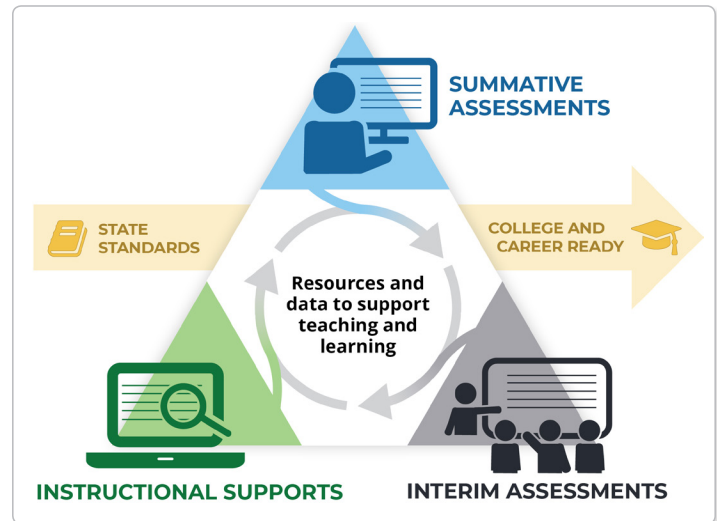 SUMMATIVE
ASSESSMENTS
STATE
STANDARDS
COLLEGE AND
CAREER READY
Resources and
data to support
teaching and
learning
INSTRUCTIONAL SUPPORTS
INTERIM ASSESSMENTS